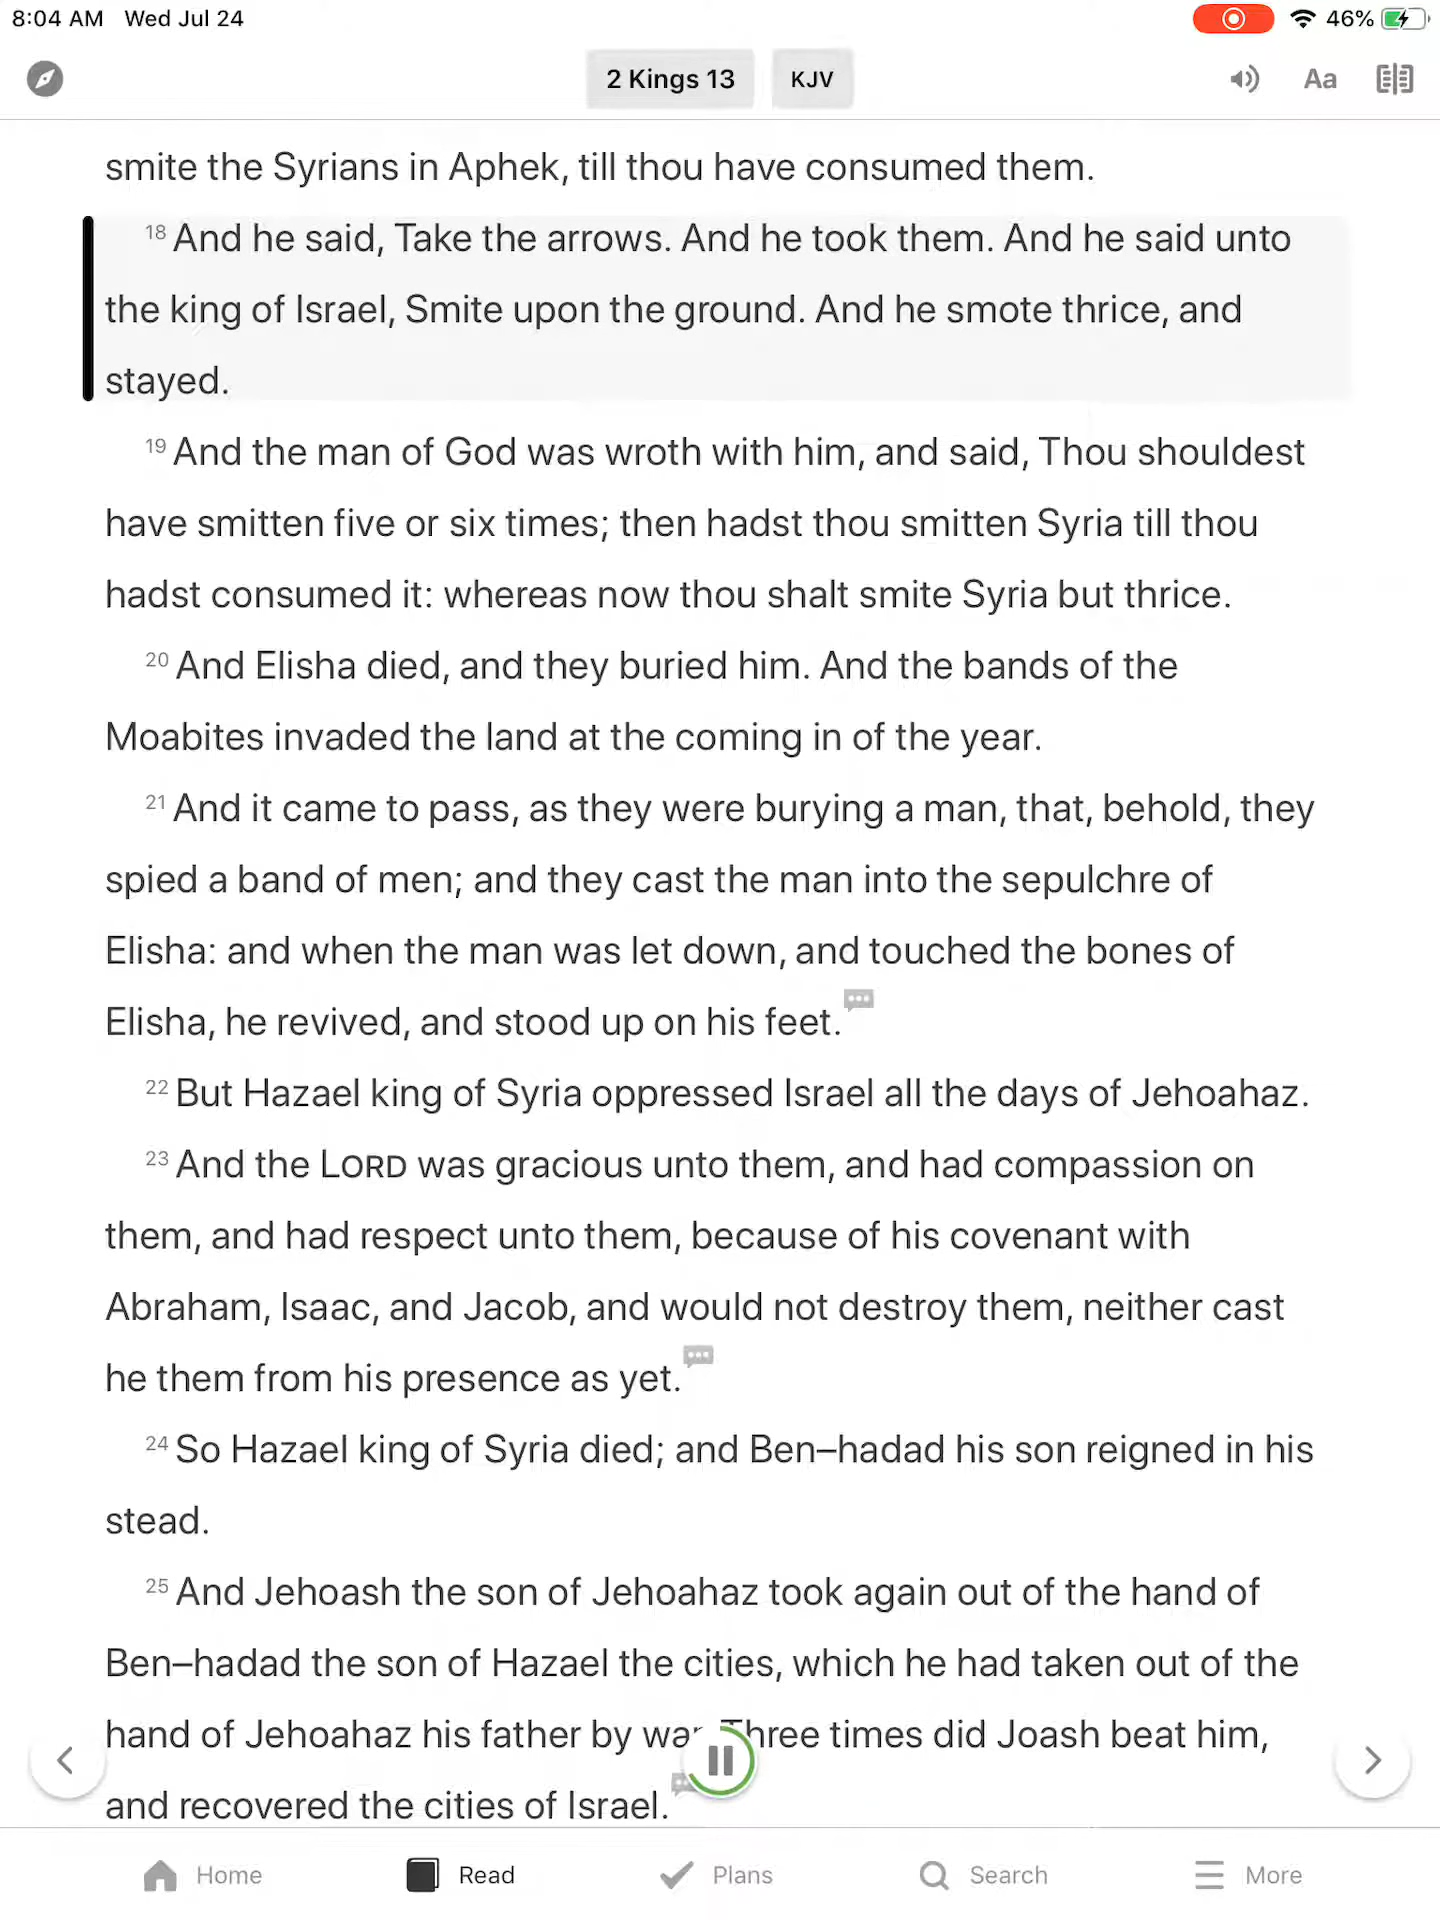 8:04 AM Wed Jul 24 46%
2 Kings 13 KJV Aa
smite the Syrians in Aphek, till thou have consumed them.
18 And he said, Take the arrows. And he took them. And he said unto
the king of Israel, Smite upon the ground. And he smote thrice, and
stayed.
19 And the man of God was wroth with him, and said, Thou shouldest
have smitten five or six times; then hadst thou smitten Syria till thou
hadst consumed it: whereas now thou shalt smite Syria but thrice.
20 And Elisha died, and they buried him. And the bands of the
Moabites invaded the land at the coming in of the year.
21 And it came to pass, as they were burying a man, that, behold, they
spied a band of men; and they cast the man into the sepulchre of
Elisha: and when the man was let down, and touched the bones of
Elisha, he revived, and stood up on his feet.
22 But Hazael king of Syria oppressed Israel all the days of Jehoahaz.
23 And the LORD was gracious unto them, and had compassion on
them, and had respect unto them, because of his covenant with
Abraham, Isaac, and Jacob, and would not destroy them, neither cast
he them from his presence as yet.
24 So Hazael king of Syria died; and Ben–hadad his son reigned in his
stead.
25 And Jehoash the son of Jehoahaz took again out of the hand of
Ben–hadad the son of Hazael the cities, which he had taken out of the
hand of Jehoahaz his father by war. Three times did Joash beat him,
and recovered the cities of Israel.
Home Read Plans Search More